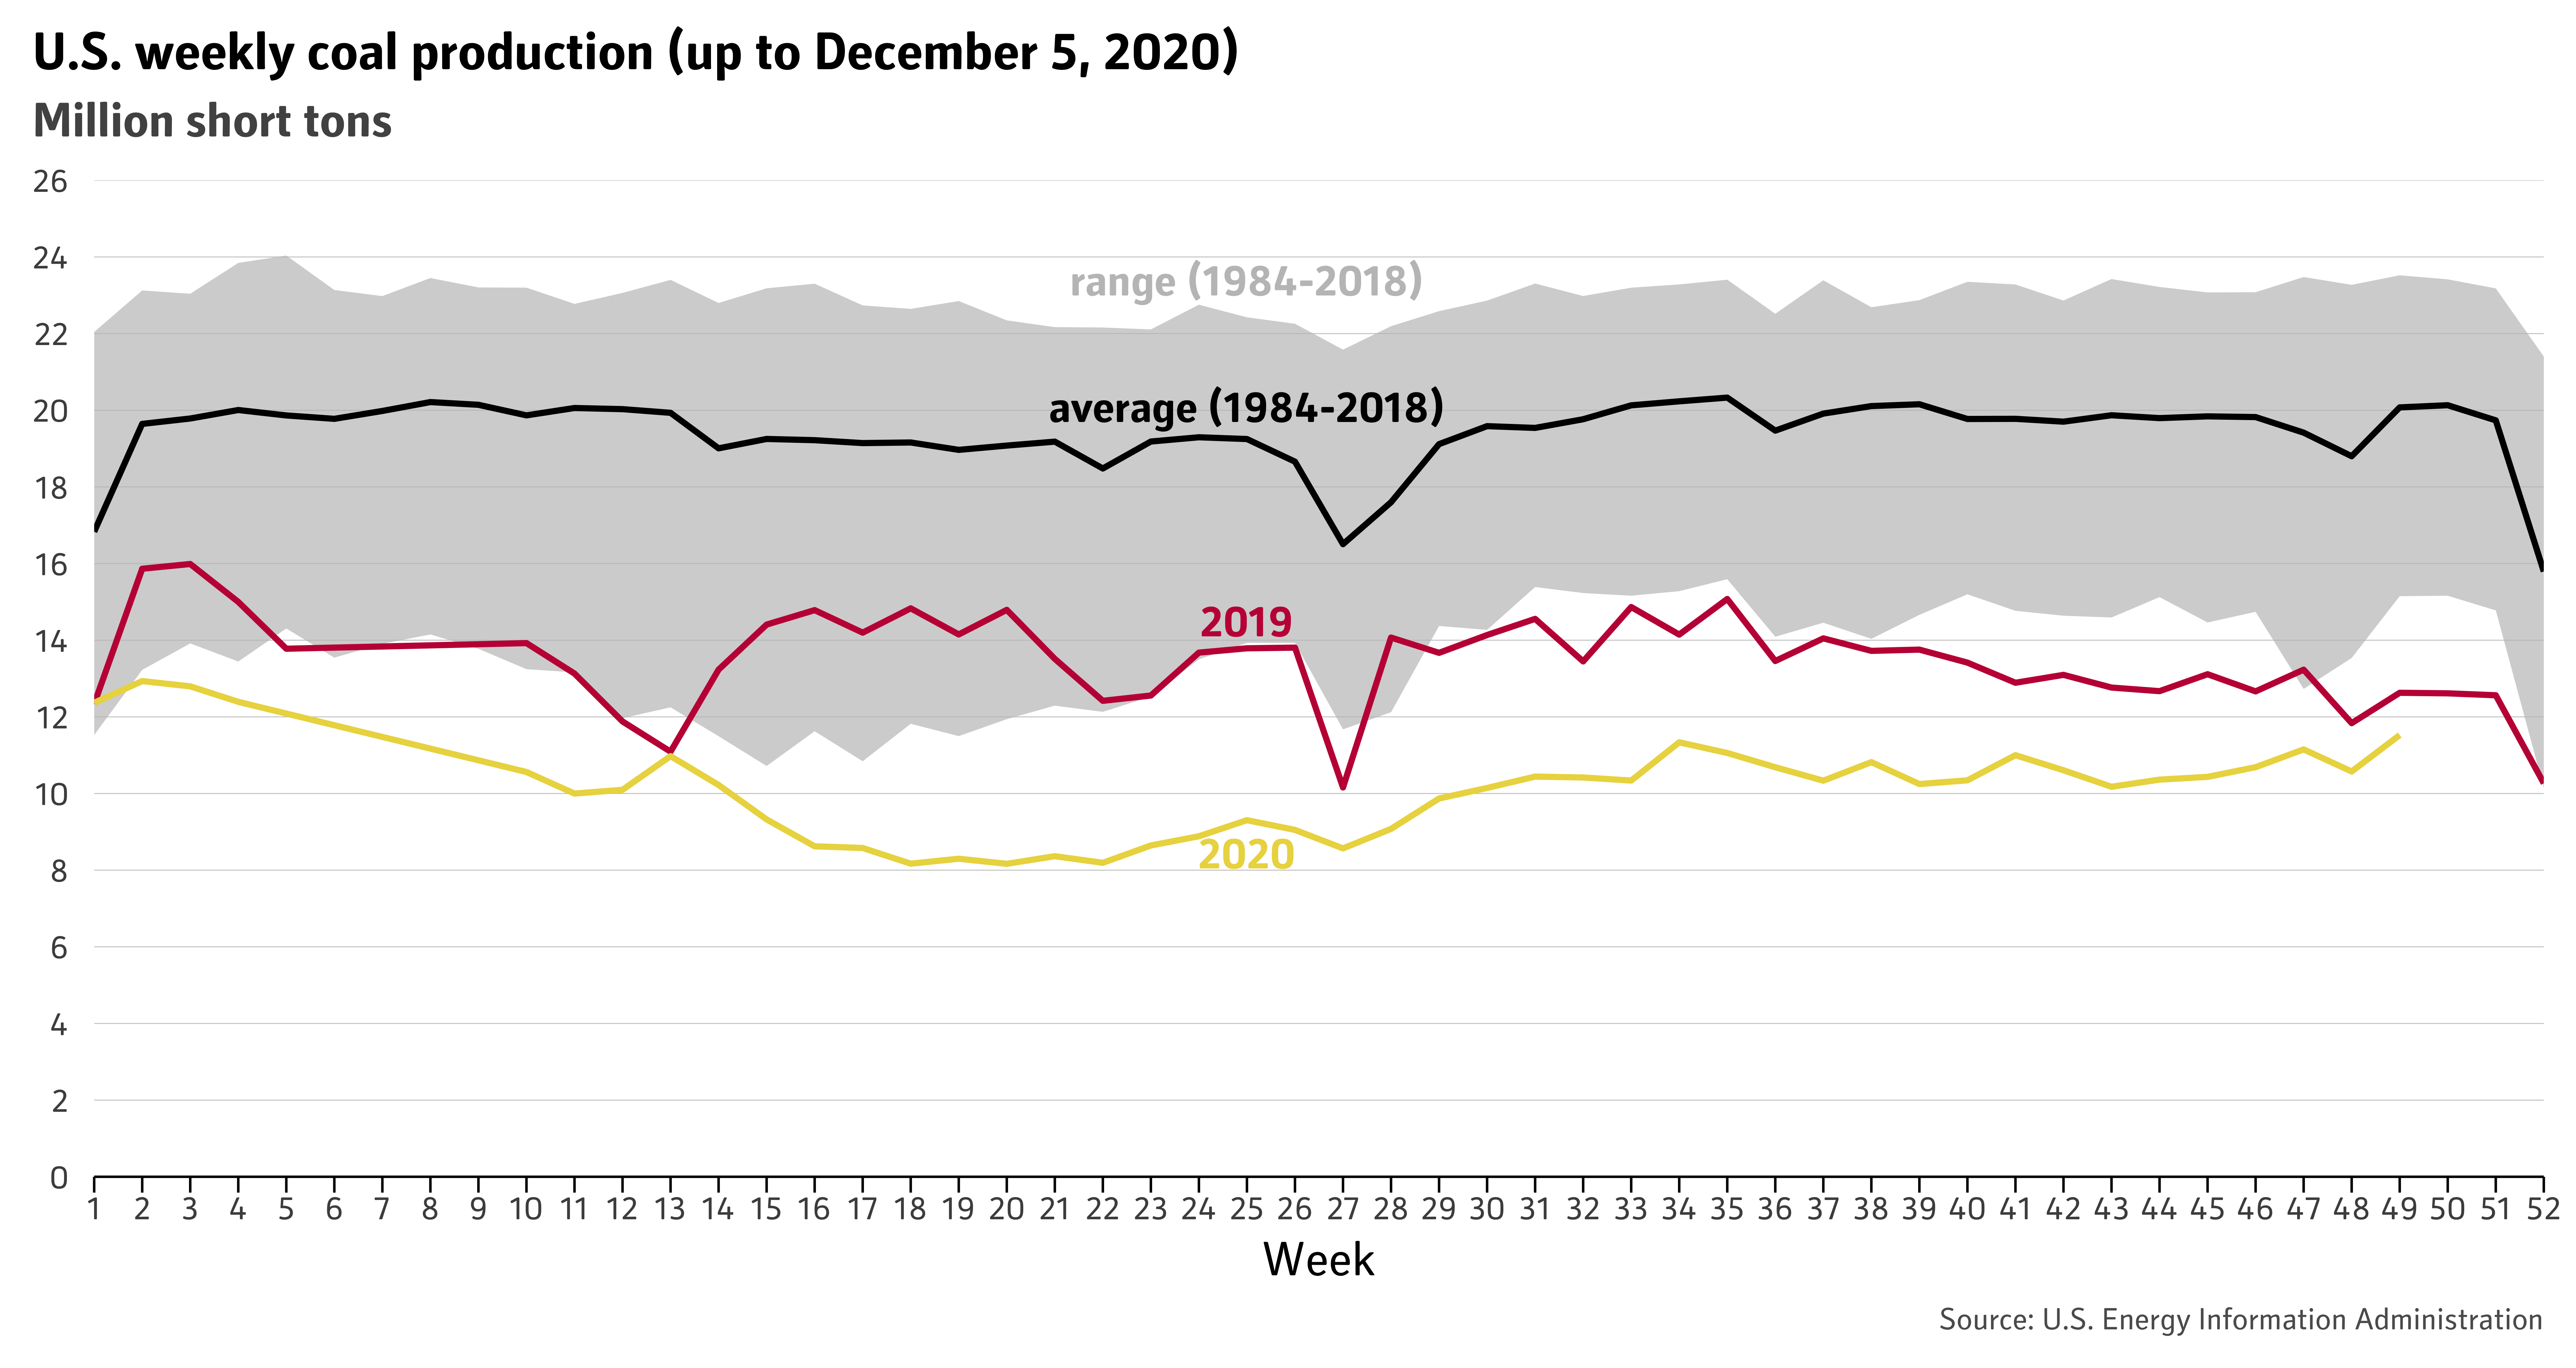 U.S. weekly coal production (up to December 5, 2020)
Million short tons
26
24
range (1984-2018)
22
20
average (1984-2018)
18
16
2019
14
12
10
2020
8
6
4
2
0
1 2 3 4 5 6 7 8 9 10 11 12 13 14 15 16 17 18 19 20 21 22 23 24 25 26 27 28 29 30 31 32 33 34 35 36 37 38 39 40 41 42 43 44 45 46 47 48 49 50 51 52
Week
Source: U.S. Energy Information Administration